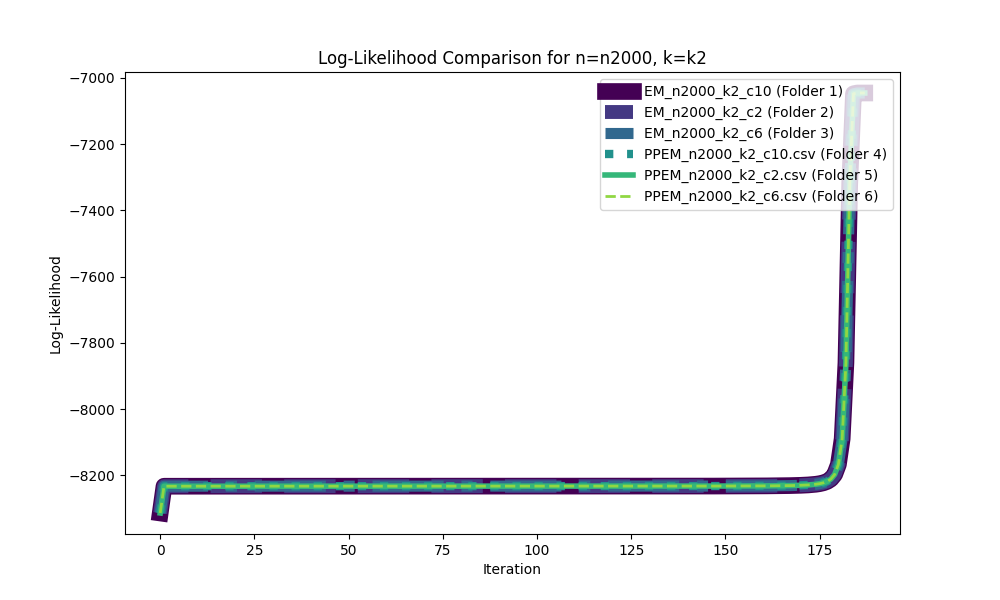 Log-Likelihood Comparison for n=n2000, k=k2
−7000
−7200
−7400
−7600
−7800
−8000
−8200
Log-Likelihood
EM_n2000_k2_c10 (Folder 1)
EM_n2000_k2_c2 (Folder 2)
EM_n2000_k2_c6 (Folder 3)
PPEM_n2000_k2_c10.csv (Folder 4)
PPEM_n2000_k2_c2.csv (Folder 5)
PPEM_n2000_k2_c6.csv (Folder 6)
0 25 50 75 100 125 150 175
Iteration